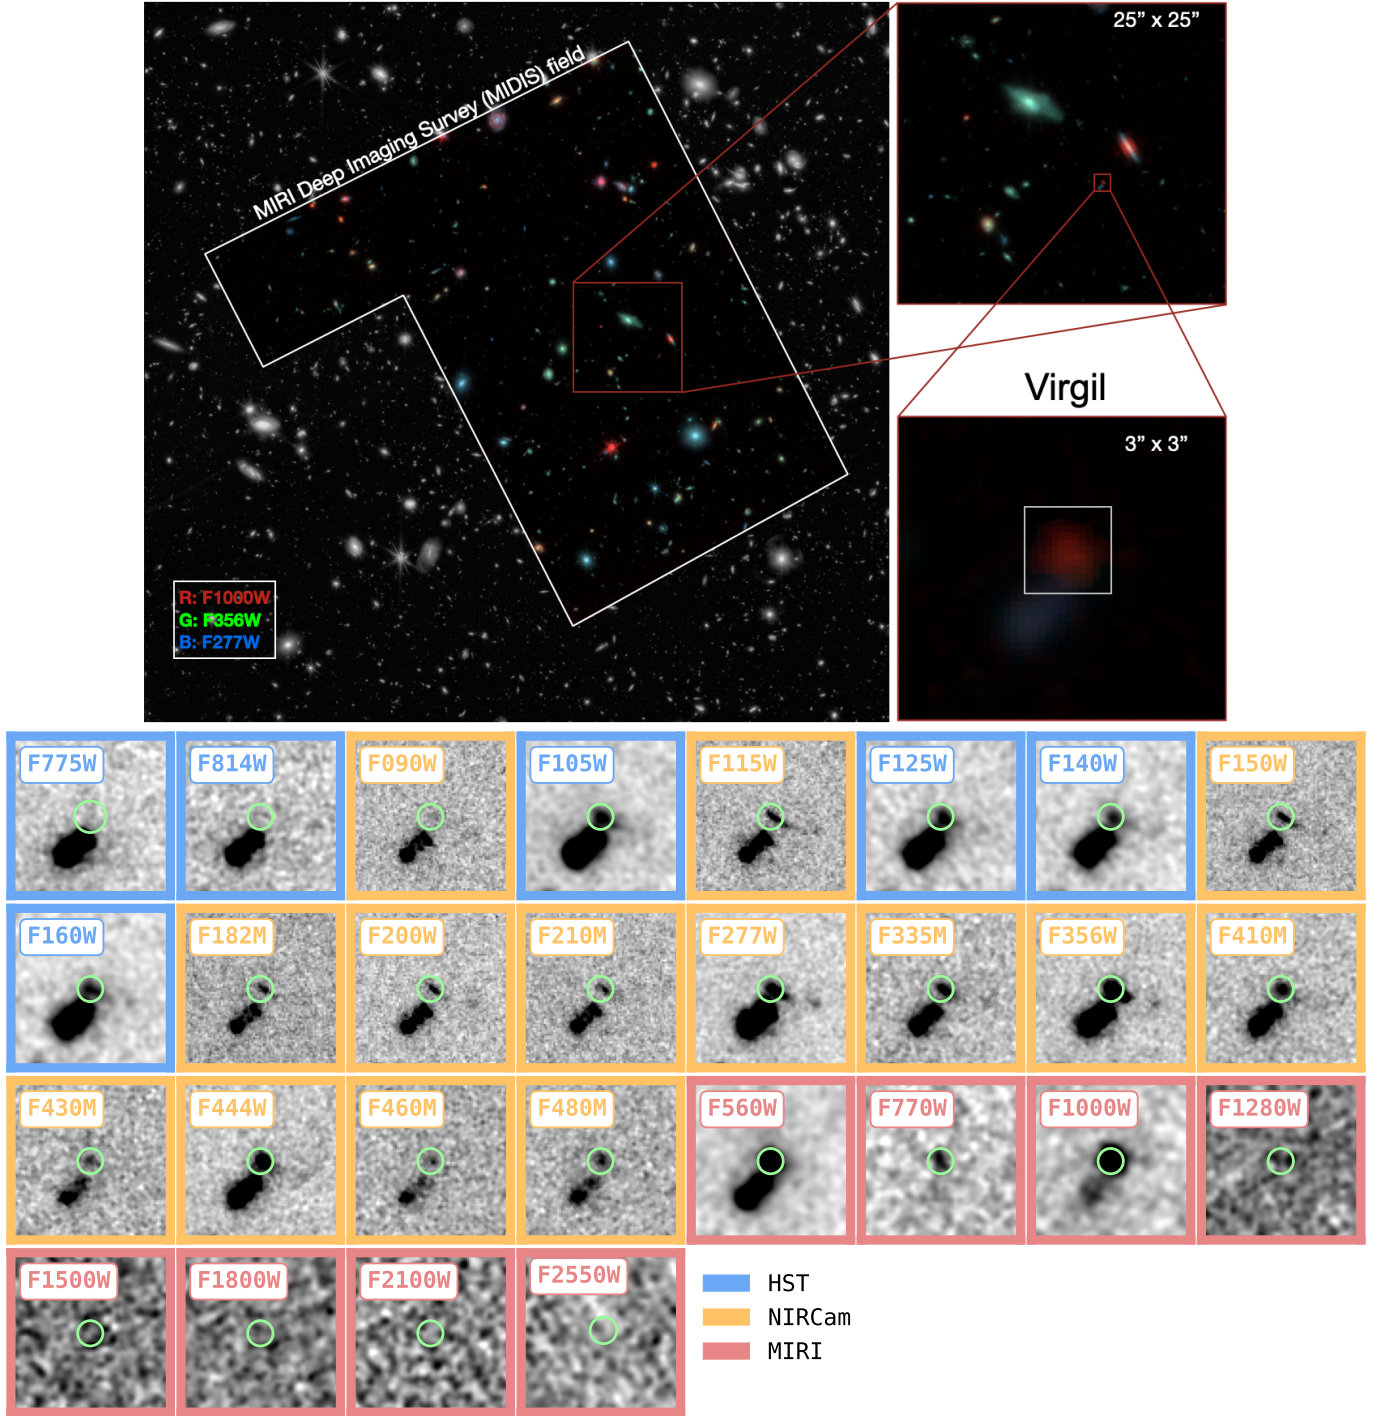 25” x 25”
MIRI Deep Imaging Survey (MIDIS) field
Virgil
3” x 3”
R: F1000W
G: F356W
B: F277W
F775W
F814W
F090W
F105W
F115W
F125W
F140W
F150W
F160W
F182M
F200W
F210M
F277W
F335M
F356W
F410M
F430M
F444W
F460M
F480M
F560W
F770W
F1000W
F1280W
F1500W
F1800W
F2100W
F2550W
HST
NIRCam
MIRI